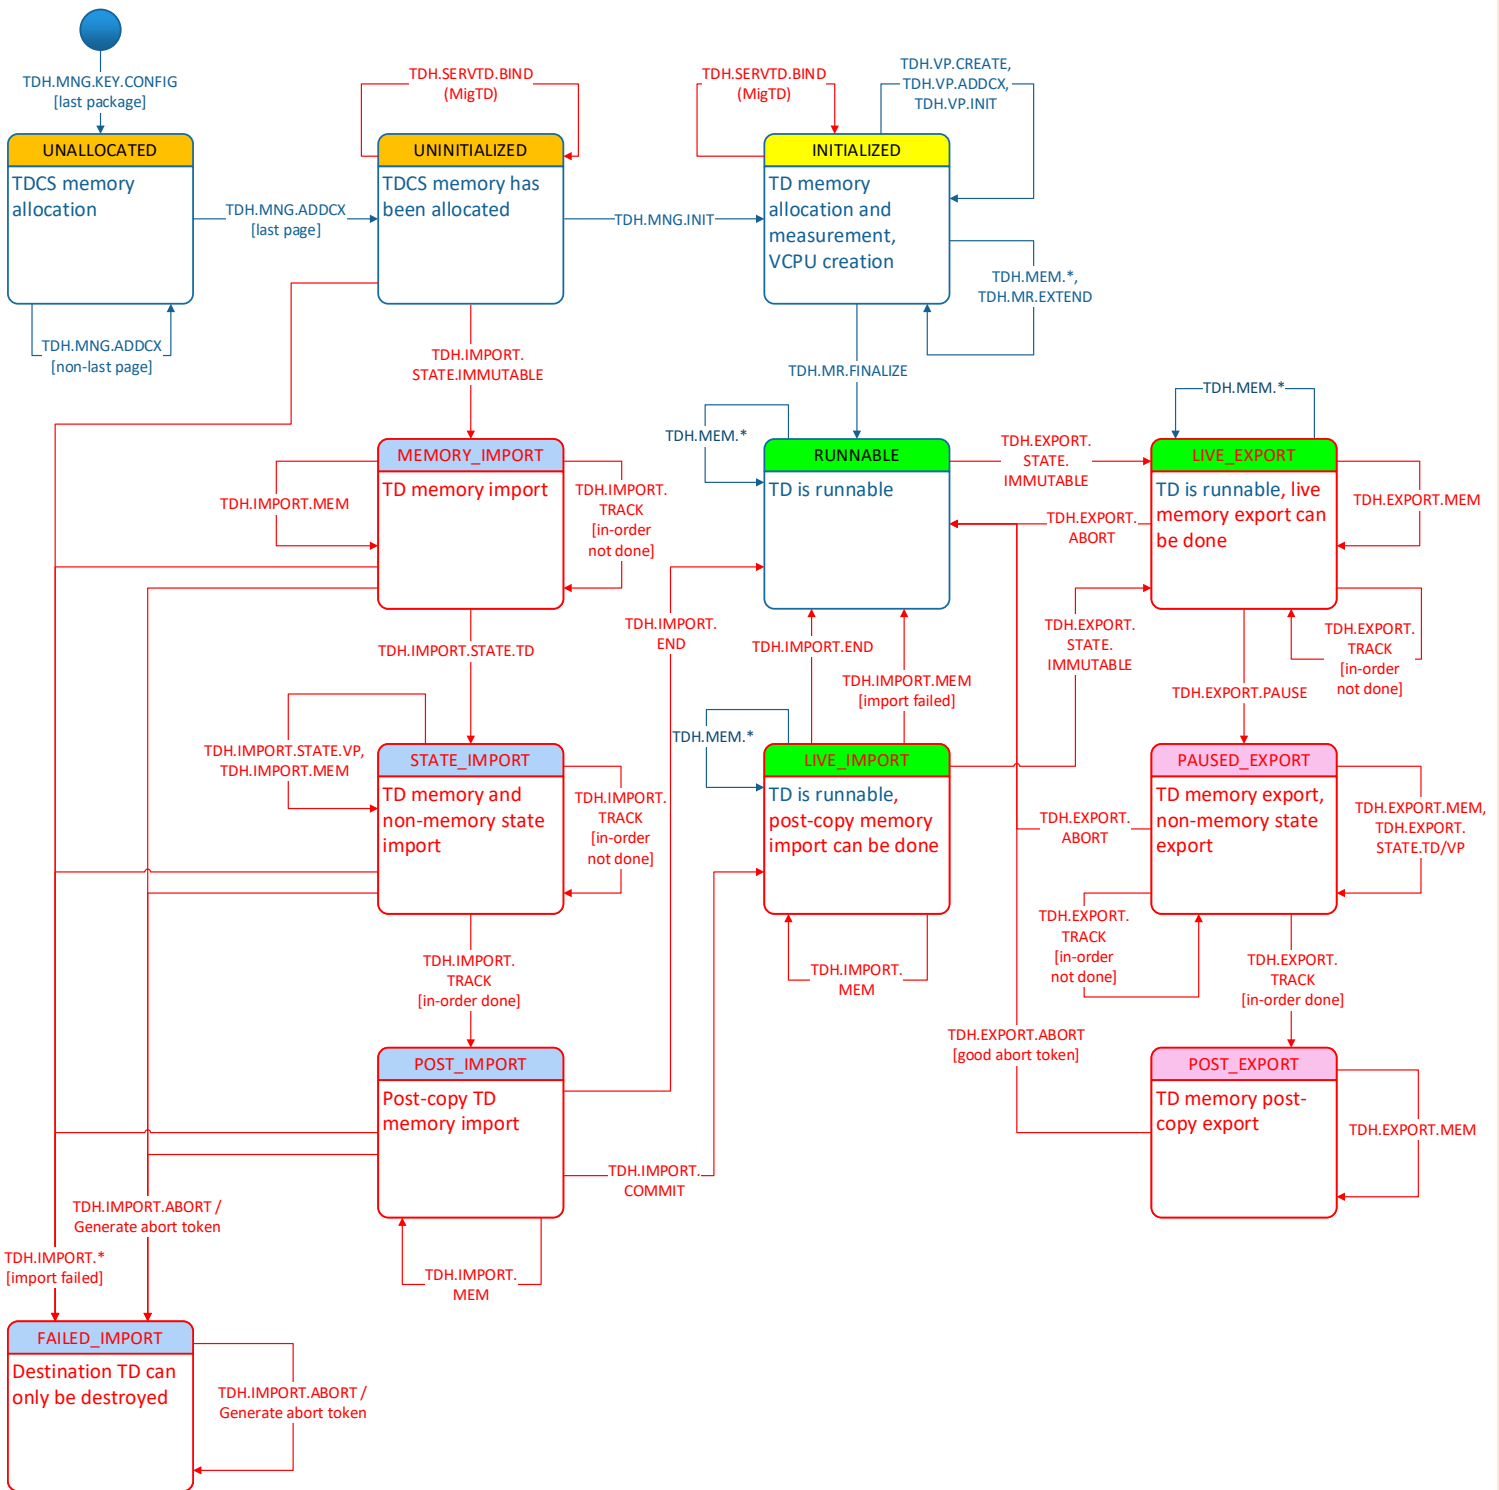 TDH.MNG.KEY.CONFIG
[last package]
TDH.SERVTD.BIND
(MigTD)
TDH.SERVTD.BIND
(MigTD)
TDH.VP.CREATE,
TDH.VP.ADDCX,
TDH.VP.INIT
UNALLOCATED
TDCS memory
allocation
TDH.MNG.ADDCX
[last page]
UNINITIALIZED
TDCS memory has
been allocated
TDH.MNG.INIT
INITIALIZED
TD memory
allocation and
measurement,
VCPU creation
TDH.MEM.*,
TDH.MR.EXTEND
TDH.MNG.ADDCX
[non-last page]
TDH.IMPORT.
STATE.IMMUTABLE
TDH.MR.FINALIZE
TDH.MEM.*
TDH.MEM.*
MEMORY_IMPORT
TD memory import
TDH.IMPORT.MEM
TDH.IMPORT.
TRACK
[in-order
not done]
RUNNABLE
TD is runnable
TDH.EXPORT.
STATE.
IMMUTABLE
TDH.EXPORT.
ABORT
LIVE_EXPORT
TD is runnable, live
memory export can
be done
TDH.EXPORT.MEM
TDH.IMPORT.STATE.TD
TDH.IMPORT.
END
TDH.IMPORT.END
TDH.IMPORT.MEM
[import failed]
TDH.EXPORT.
STATE.
IMMUTABLE
TDH.EXPORT.
TRACK
[in-order
not done]
TDH.EXPORT.PAUSE
TDH.IMPORT.STATE.VP,
TDH.IMPORT.MEM
STATE_IMPORT
TD memory and
non-memory state
import
TDH.IMPORT.
TRACK
[in-order
not done]
TDH.MEM.*
LIVE_IMPORT
TD is runnable,
post-copy memory
import can be done
TDH.EXPORT.
ABORT
PAUSED_EXPORT
TD memory export,
non-memory state
export
TDH.EXPORT.MEM,
TDH.EXPORT.
STATE.TD/VP
TDH.IMPORT.
TRACK
[in-order done]
TDH.IMPORT.
MEM
TDH.EXPORT.
TRACK
[in-order
not done]
TDH.EXPORT.
TRACK
[in-order done]
TDH.EXPORT.ABORT
[good abort token]
POST_IMPORT
Post-copy TD
memory import
POST_EXPORT
TD memory post-
copy export
TDH.EXPORT.MEM
TDH.IMPORT.
COMMIT
TDH.IMPORT.ABORT /
Generate abort token
TDH.IMPORT.*
[import failed]
TDH.IMPORT.
MEM
FAILED_IMPORT
Destination TD can
only be destroyed
TDH.IMPORT.ABORT /
Generate abort token